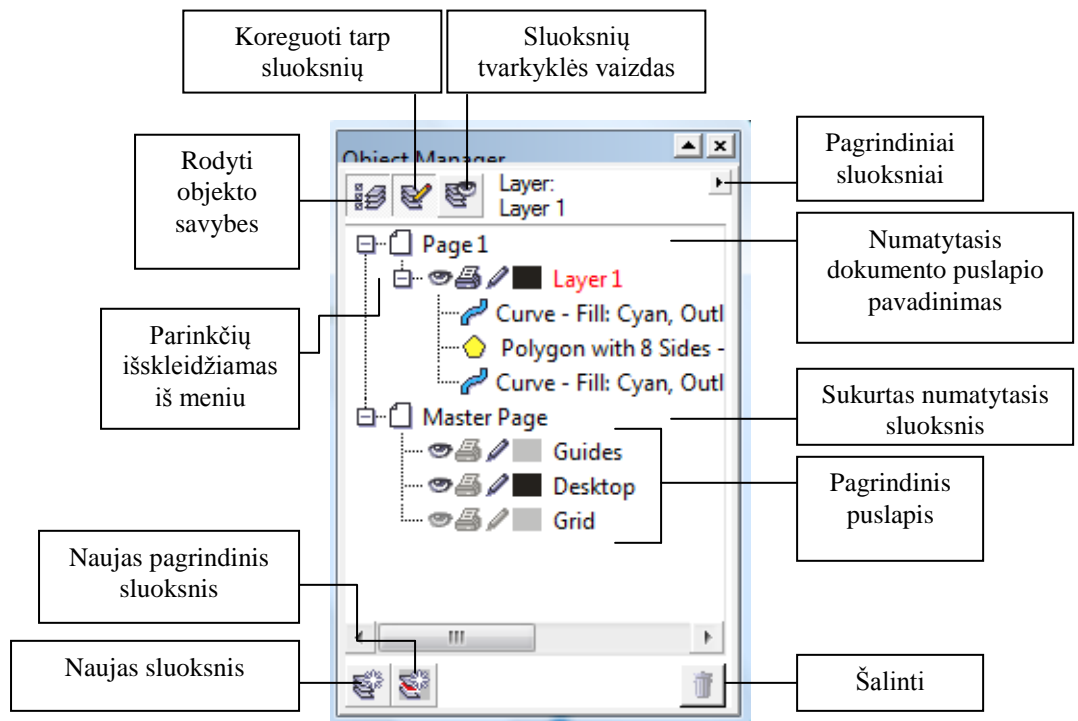 Koreguoti tarp
sluoksnių
Sluoksnių
tvarkyklės vaizdas
Rodyti
objekto
savybes
Pagrindiniai
sluoksniai
Object Manager
Layer:
Layer 1
Page 1
Layer 1
Curve - Fill: Cyan, Outl
Polygon with 8 Sides -
Curve - Fill: Cyan, Outl
Master Page
Guides
Desktop
Grid
Numatytasis
dokumento puslapio
pavadinimas
Parinkčių
išskleidžiamas
iš meniu
Sukurtas numatytasis
sluoksnis
Pagrindinis
puslapis
Naujas pagrindinis
sluoksnis
Naujas sluoksnis
Šalinti